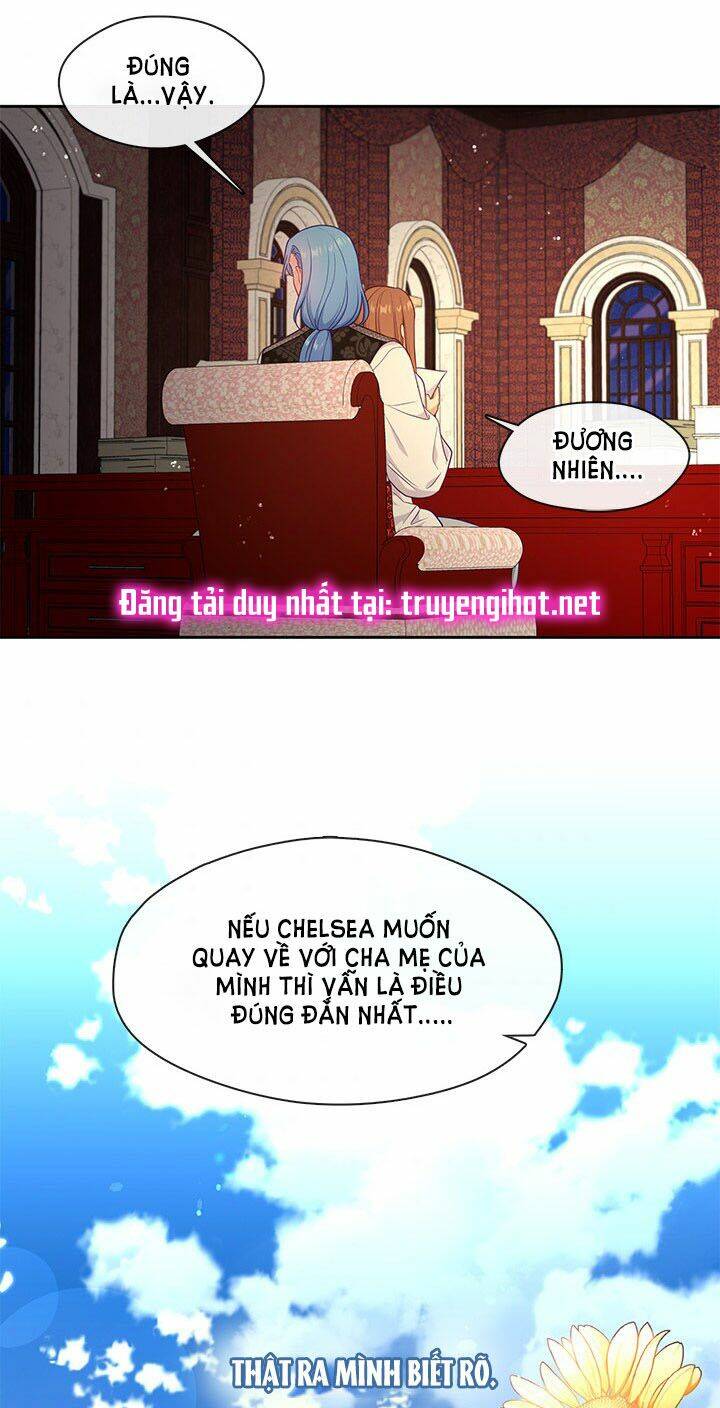 ĐÚNG
LÀ...VẬY.
ĐƯƠNG
NHIÊN....
Đăng tải duy nhất tại: truyengihot.net
NẾU CHELSEA MUỐN
QUAY VỀ VỚI CHA MẸ CỦA
MÌNH THÌ VẪN LÀ ĐIỀU
ĐÚNG ĐẮN NHẤT.....
THẬT RA MÌNH BIẾT RÕ.